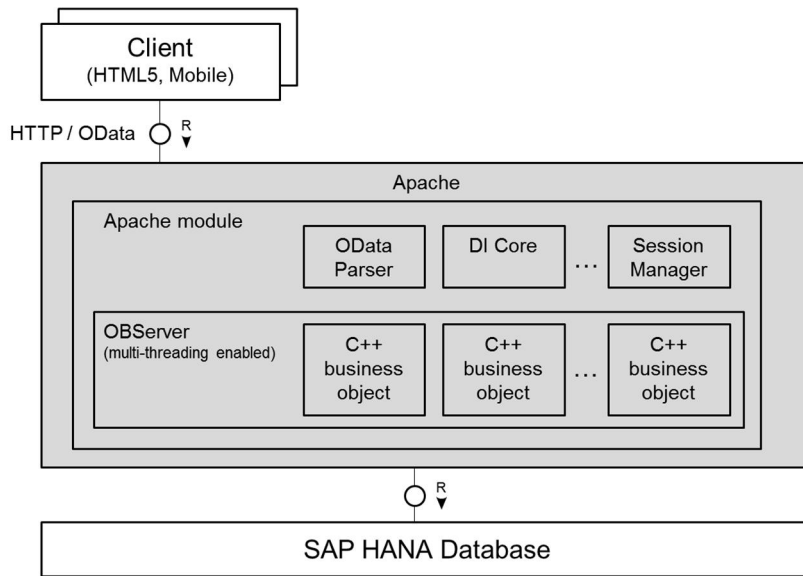 Client
(HTML5, Mobile)
HTTP / OData
R
Apache
Apache module
OData
Parser
DI Core
...
Session
Manager
OBServer
(multi-threading enabled)
C++
business
object
C++
business
object
...
C++
business
object
R
SAP HANA Database